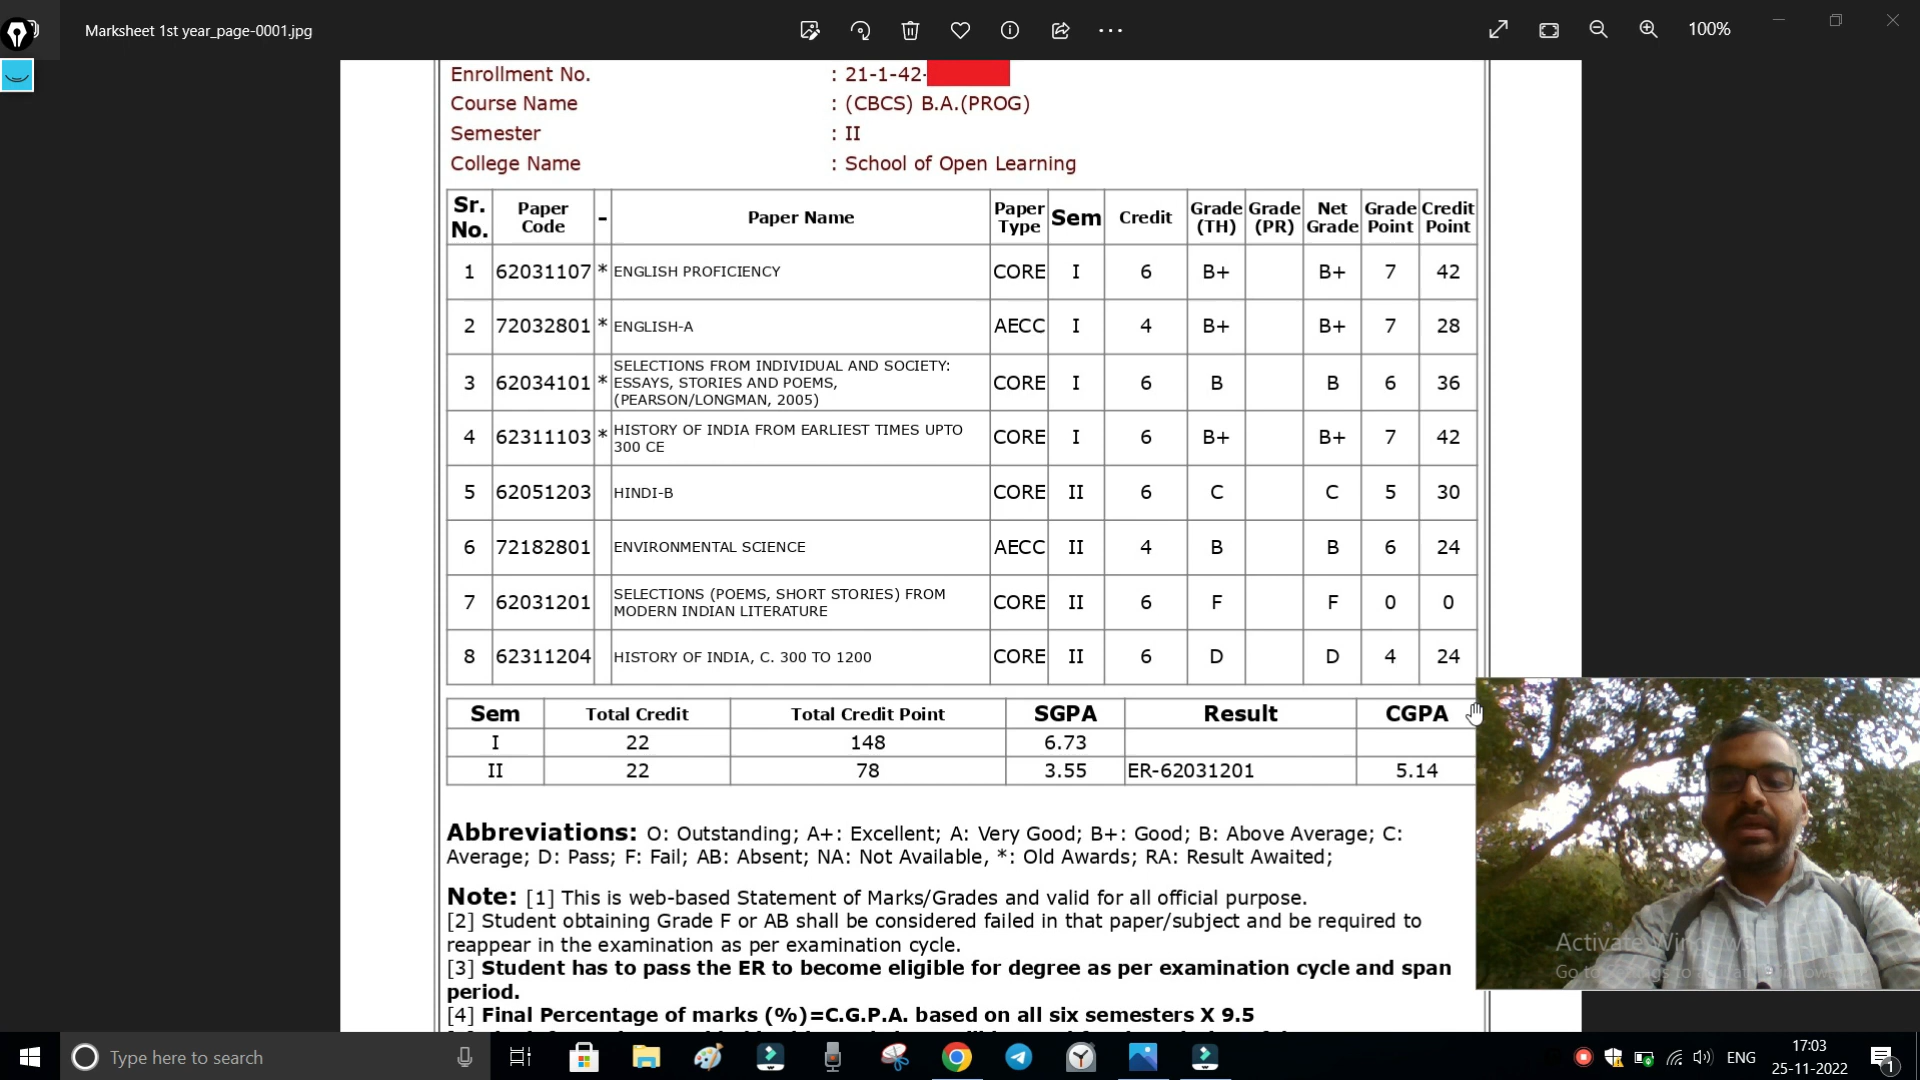 Marksheet 1st year_page-0001.jpg
100%
Enrollment No. : 21-1-42-
Course Name : (CBCS) B.A.(PROG)
Semester : II
College Name : School of Open Learning
Sr. No. Paper Code - Paper Name Paper Type Sem Credit Grade (TH) Grade (PR) Net Grade Grade Point Credit Point
1 62031107 * ENGLISH PROFICIENCY CORE I 6 B+ B+ 7 42
2 72032801 * ENGLISH-A AECC I 4 B+ B+ 7 28
3 62034101 * SELECTIONS FROM INDIVIDUAL AND SOCIETY: ESSAYS, STORIES AND POEMS, (PEARSON/LONGMAN, 2005) CORE I 6 B B 6 36
4 62311103 * HISTORY OF INDIA FROM EARLIEST TIMES UPTO 300 CE CORE I 6 B+ B+ 7 42
5 62051203 HINDI-B CORE II 6 C C 5 30
6 72182801 ENVIRONMENTAL SCIENCE AECC II 4 B B 6 24
7 62031201 SELECTIONS (POEMS, SHORT STORIES) FROM MODERN INDIAN LITERATURE CORE II 6 F F 0 0
8 62311204 HISTORY OF INDIA, C. 300 TO 1200 CORE II 6 D D 4 24
Sem Total Credit Total Credit Point SGPA Result CGPA
I 22 148 6.73
II 22 78 3.55 ER-62031201 5.14
Abbreviations: O: Outstanding; A+: Excellent; A: Very Good; B+: Good; B: Above Average; C:
Average; D: Pass; F: Fail; AB: Absent; NA: Not Available, *: Old Awards; RA: Result Awaited;
Note: [1] This is web-based Statement of Marks/Grades and valid for all official purpose.
[2] Student obtaining Grade F or AB shall be considered failed in that paper/subject and be required to
reappear in the examination as per examination cycle.
[3] Student has to pass the ER to become eligible for degree as per examination cycle and span
period.
[4] Final Percentage of marks (%)=C.G.P.A. based on all six semesters X 9.5
Activate Windows
Go to Settings to activate Windows.
Type here to search
ENG
17:03
25-11-2022
1